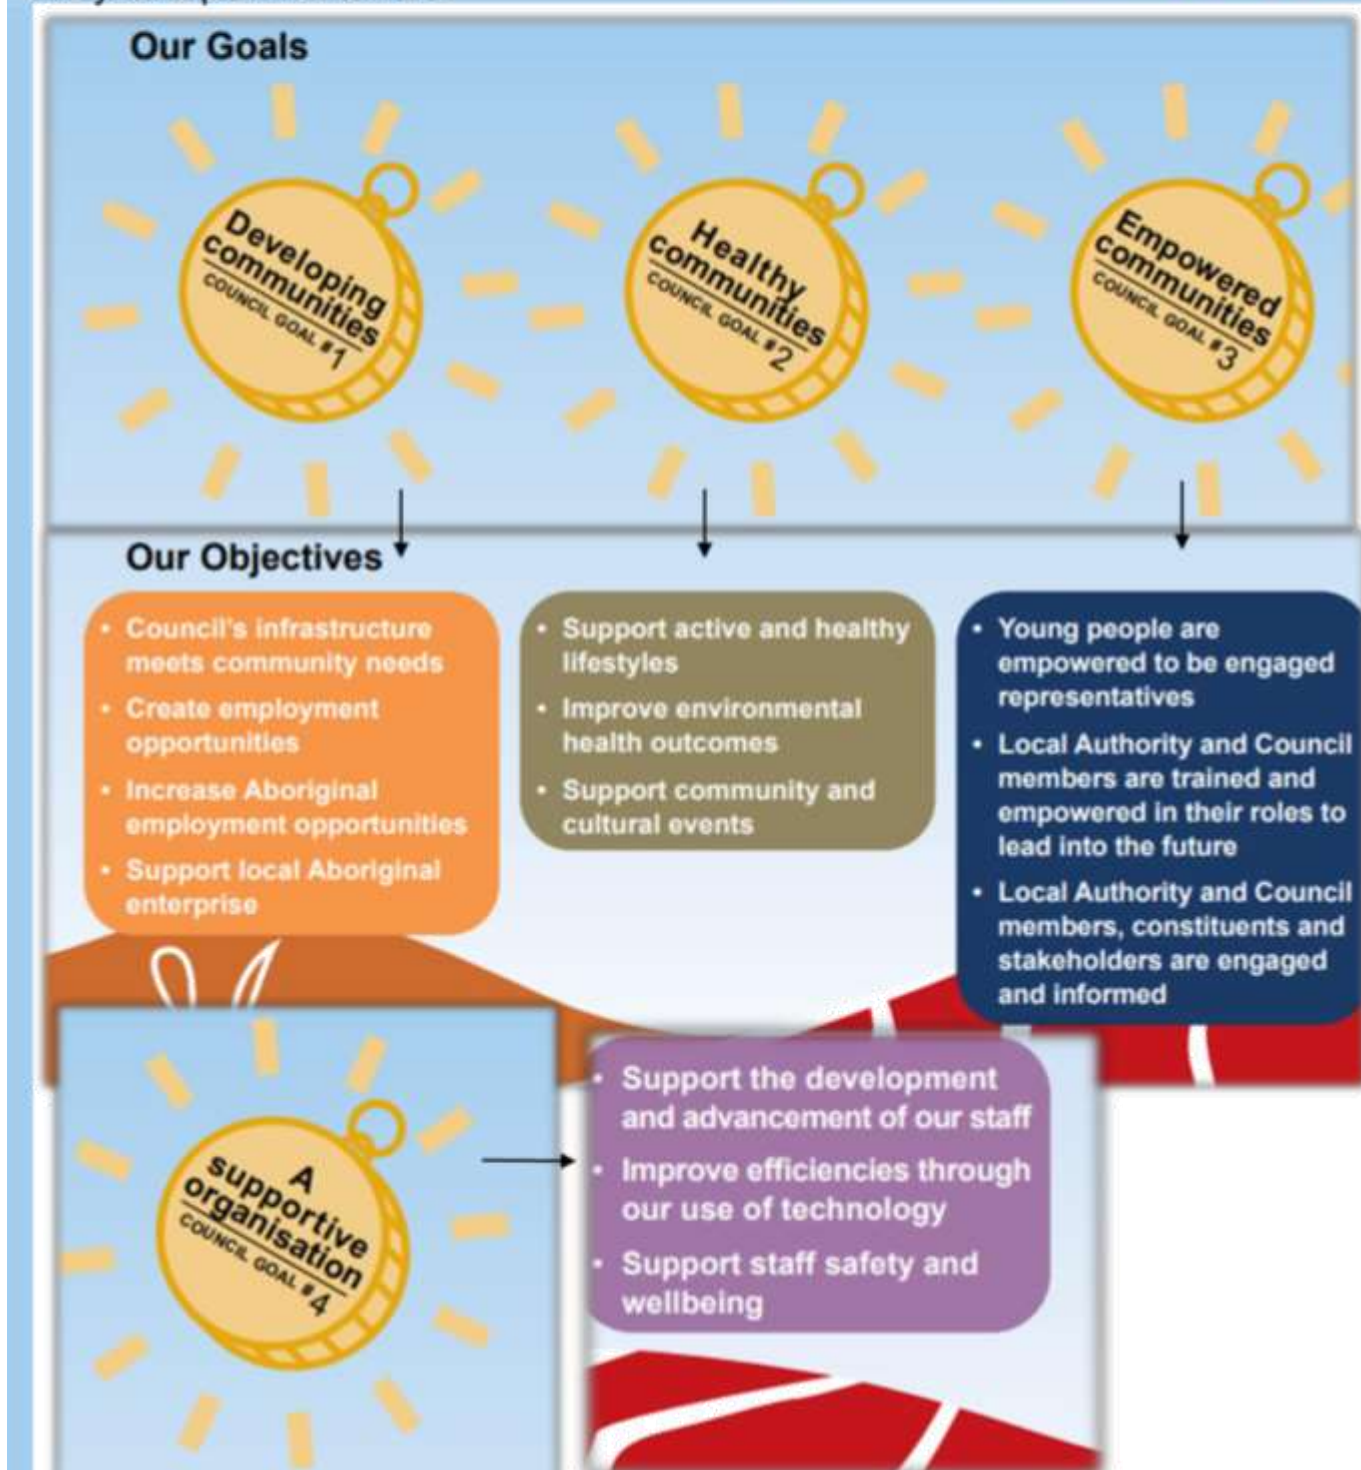 Our Goals
Developing
communities
COUNCIL GOAL #1
Healthy
communities
COUNCIL GOAL #2
Empowered
communities
COUNCIL GOAL #3
Our Objectives
• Council's infrastructure
meets community needs
• Create employment
opportunities
• Increase Aboriginal
employment opportunities
• Support local Aboriginal
enterprise
• Support active and healthy
lifestyles
• Improve environmental
health outcomes
• Support community and
cultural events
• Young people are
empowered to be engaged
representatives
• Local Authority and Council
members are trained and
empowered in their roles to
lead into the future
• Local Authority and Council
members, constituents and
stakeholders are engaged
and informed
A
supportive
organisation
COUNCIL GOAL #4
• Support the development
and advancement of our staff
• Improve efficiencies through
our use of technology
• Support staff safety and
wellbeing